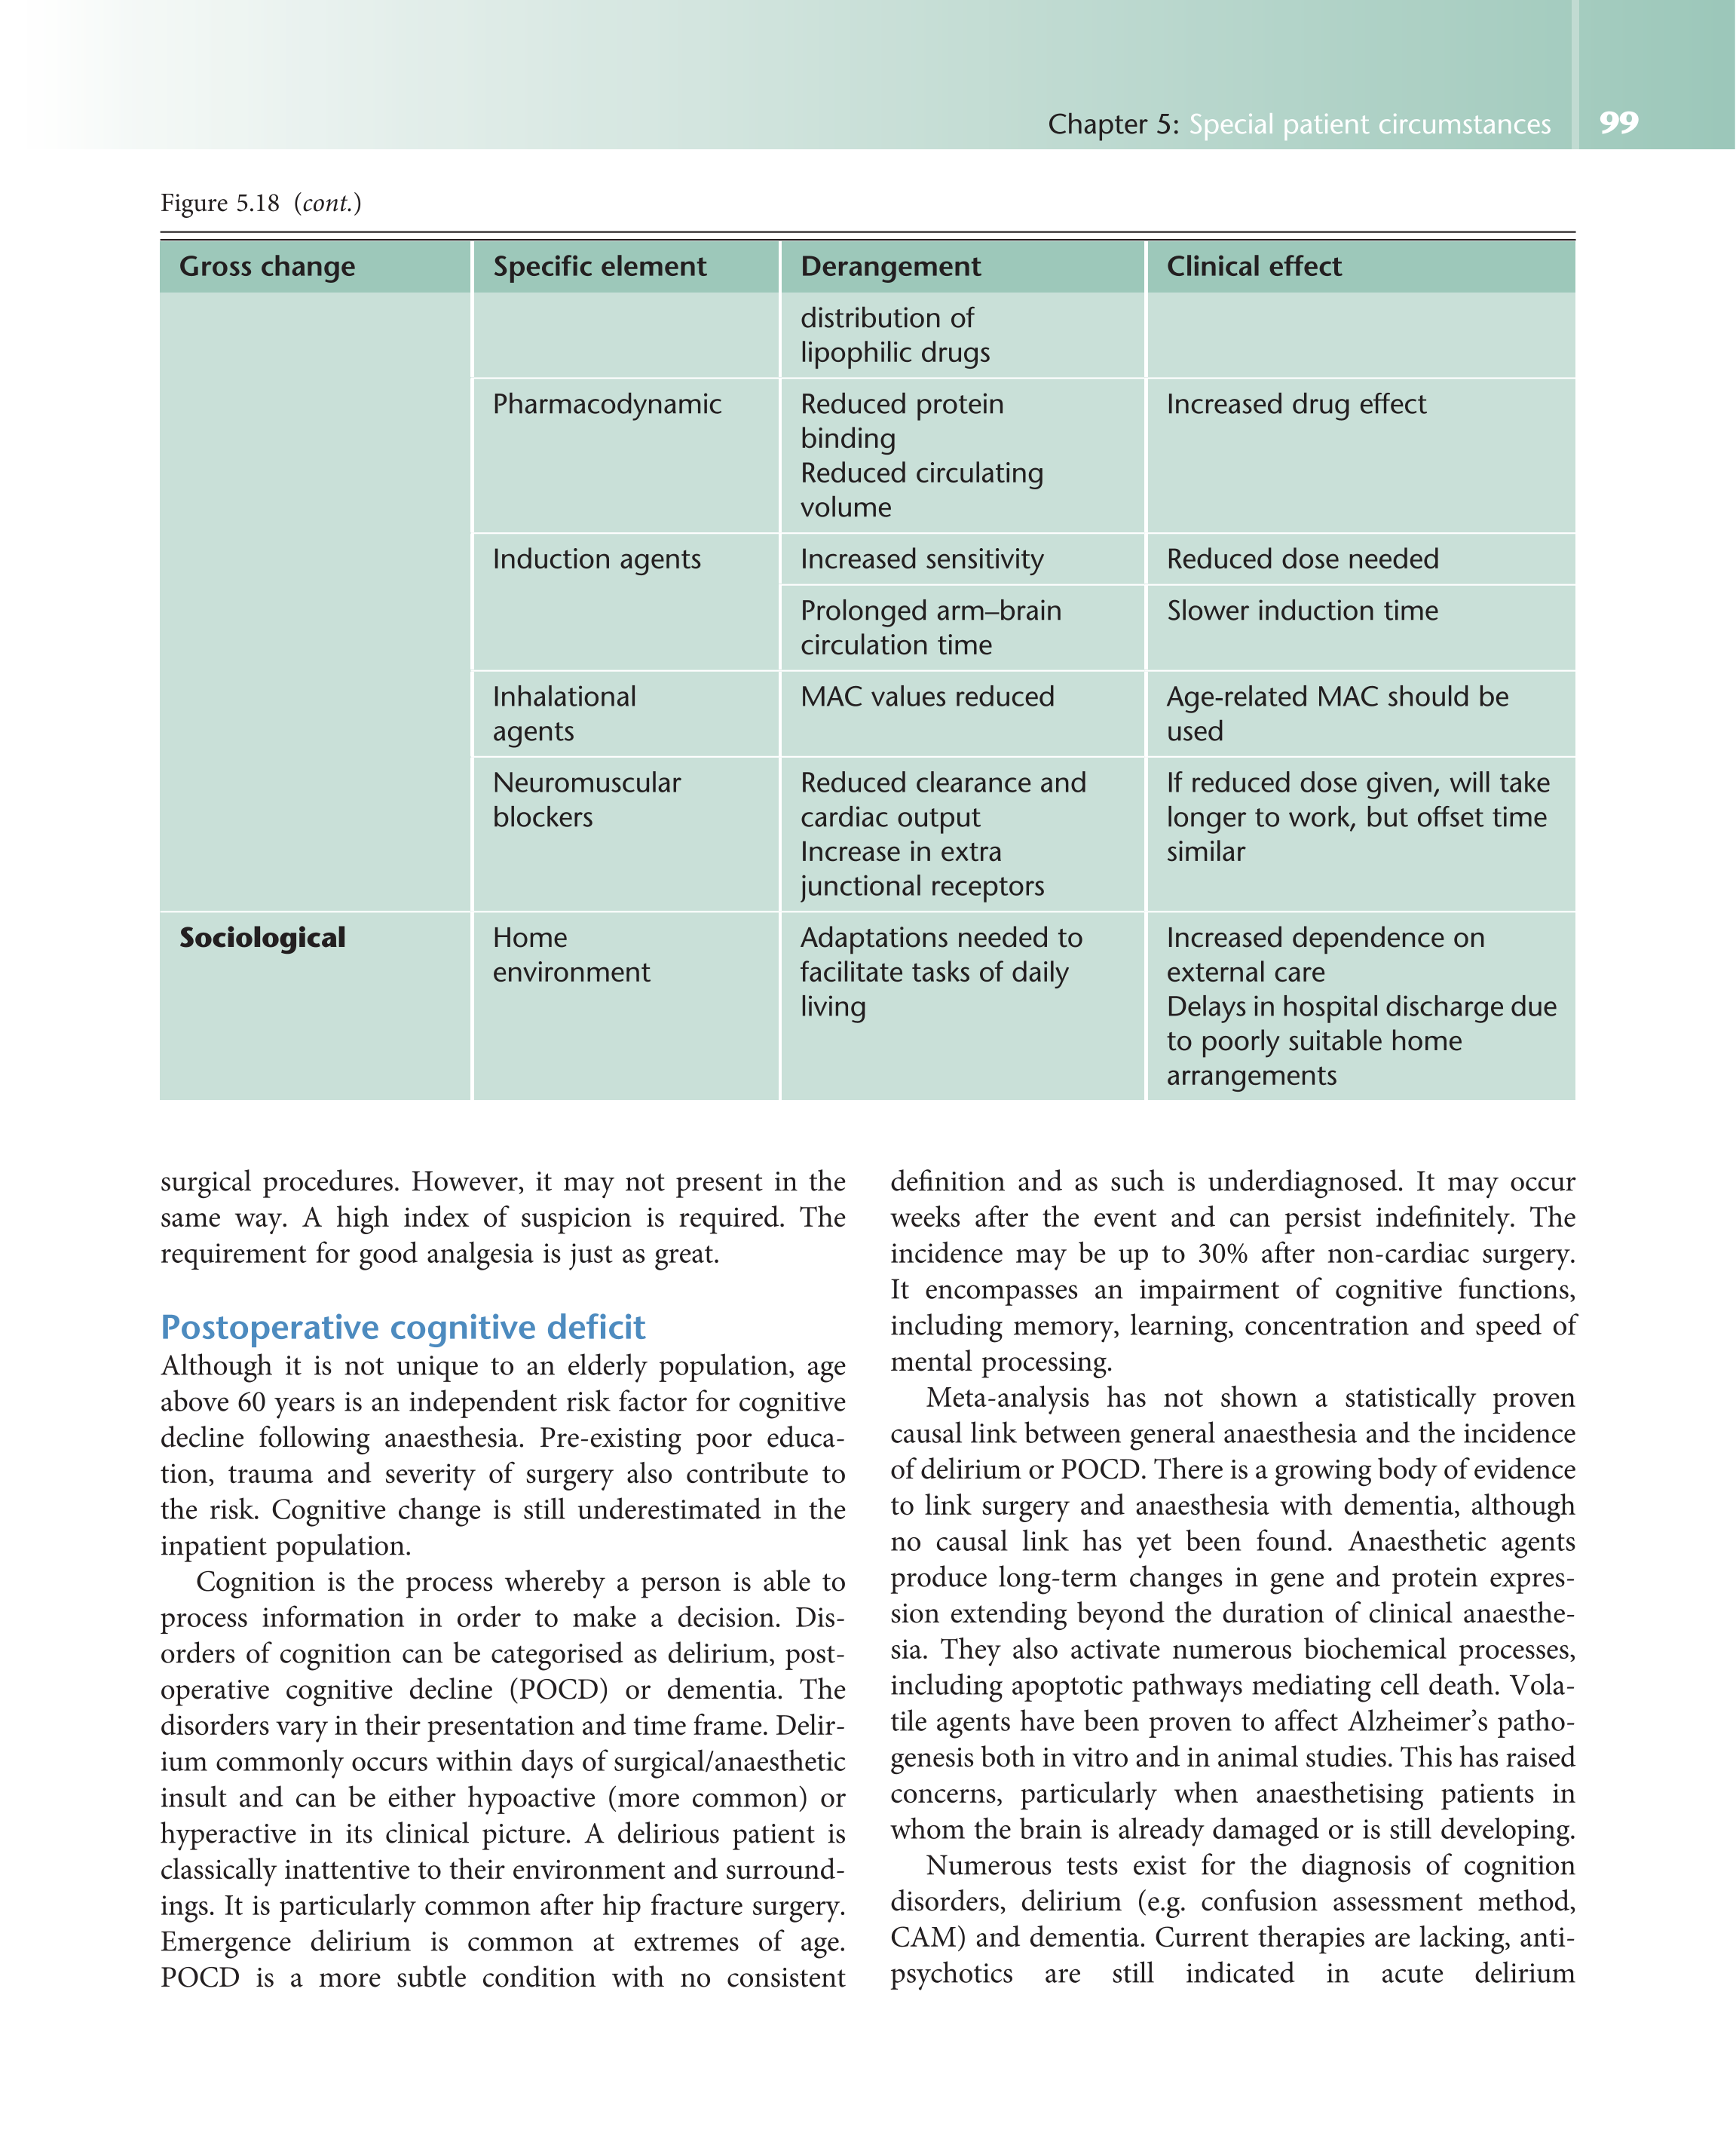 Chapter 5: Special patient circumstances 99
Figure 5.18 (cont.)
Gross change Specific element Derangement Clinical effect
distribution of
lipophilic drugs
Pharmacodynamic Reduced protein Increased drug effect
binding
Reduced circulating
volume
Induction agents Increased sensitivity Reduced dose needed
Prolonged arm–brain Slower induction time
circulation time
Inhalational MAC values reduced Age-related MAC should be
agents used
Neuromuscular Reduced clearance and If reduced dose given, will take
blockers cardiac output longer to work, but offset time
Increase in extra similar
junctional receptors
Sociological Home Adaptations needed to Increased dependence on
environment facilitate tasks of daily external care
living Delays in hospital discharge due
to poorly suitable home
arrangements
surgical procedures. However, it may not present in the
same way. A high index of suspicion is required. The
requirement for good analgesia is just as great.
Postoperative cognitive deficit
Although it is not unique to an elderly population, age
above 60 years is an independent risk factor for cognitive
decline following anaesthesia. Pre-existing poor educa-
tion, trauma and severity of surgery also contribute to
the risk. Cognitive change is still underestimated in the
inpatient population.
Cognition is the process whereby a person is able to
process information in order to make a decision. Dis-
orders of cognition can be categorised as delirium, post-
operative cognitive decline (POCD) or dementia. The
disorders vary in their presentation and time frame. Delir-
ium commonly occurs within days of surgical/anaesthetic
insult and can be either hypoactive (more common) or
hyperactive in its clinical picture. A delirious patient is
classically inattentive to their environment and surround-
ings. It is particularly common after hip fracture surgery.
Emergence delirium is common at extremes of age.
POCD is a more subtle condition with no consistent
definition and as such is underdiagnosed. It may occur
weeks after the event and can persist indefinitely. The
incidence may be up to 30% after non-cardiac surgery.
It encompasses an impairment of cognitive functions,
including memory, learning, concentration and speed of
mental processing.
Meta-analysis has not shown a statistically proven
causal link between general anaesthesia and the incidence
of delirium or POCD. There is a growing body of evidence
to link surgery and anaesthesia with dementia, although
no causal link has yet been found. Anaesthetic agents
produce long-term changes in gene and protein expres-
sion extending beyond the duration of clinical anaesthe-
sia. They also activate numerous biochemical processes,
including apoptotic pathways mediating cell death. Vola-
tile agents have been proven to affect Alzheimer’s patho-
genesis both in vitro and in animal studies. This has raised
concerns, particularly when anaesthetising patients in
whom the brain is already damaged or is still developing.
Numerous tests exist for the diagnosis of cognition
disorders, delirium (e.g. confusion assessment method,
CAM) and dementia. Current therapies are lacking, anti-
psychotics are still indicated in acute delirium